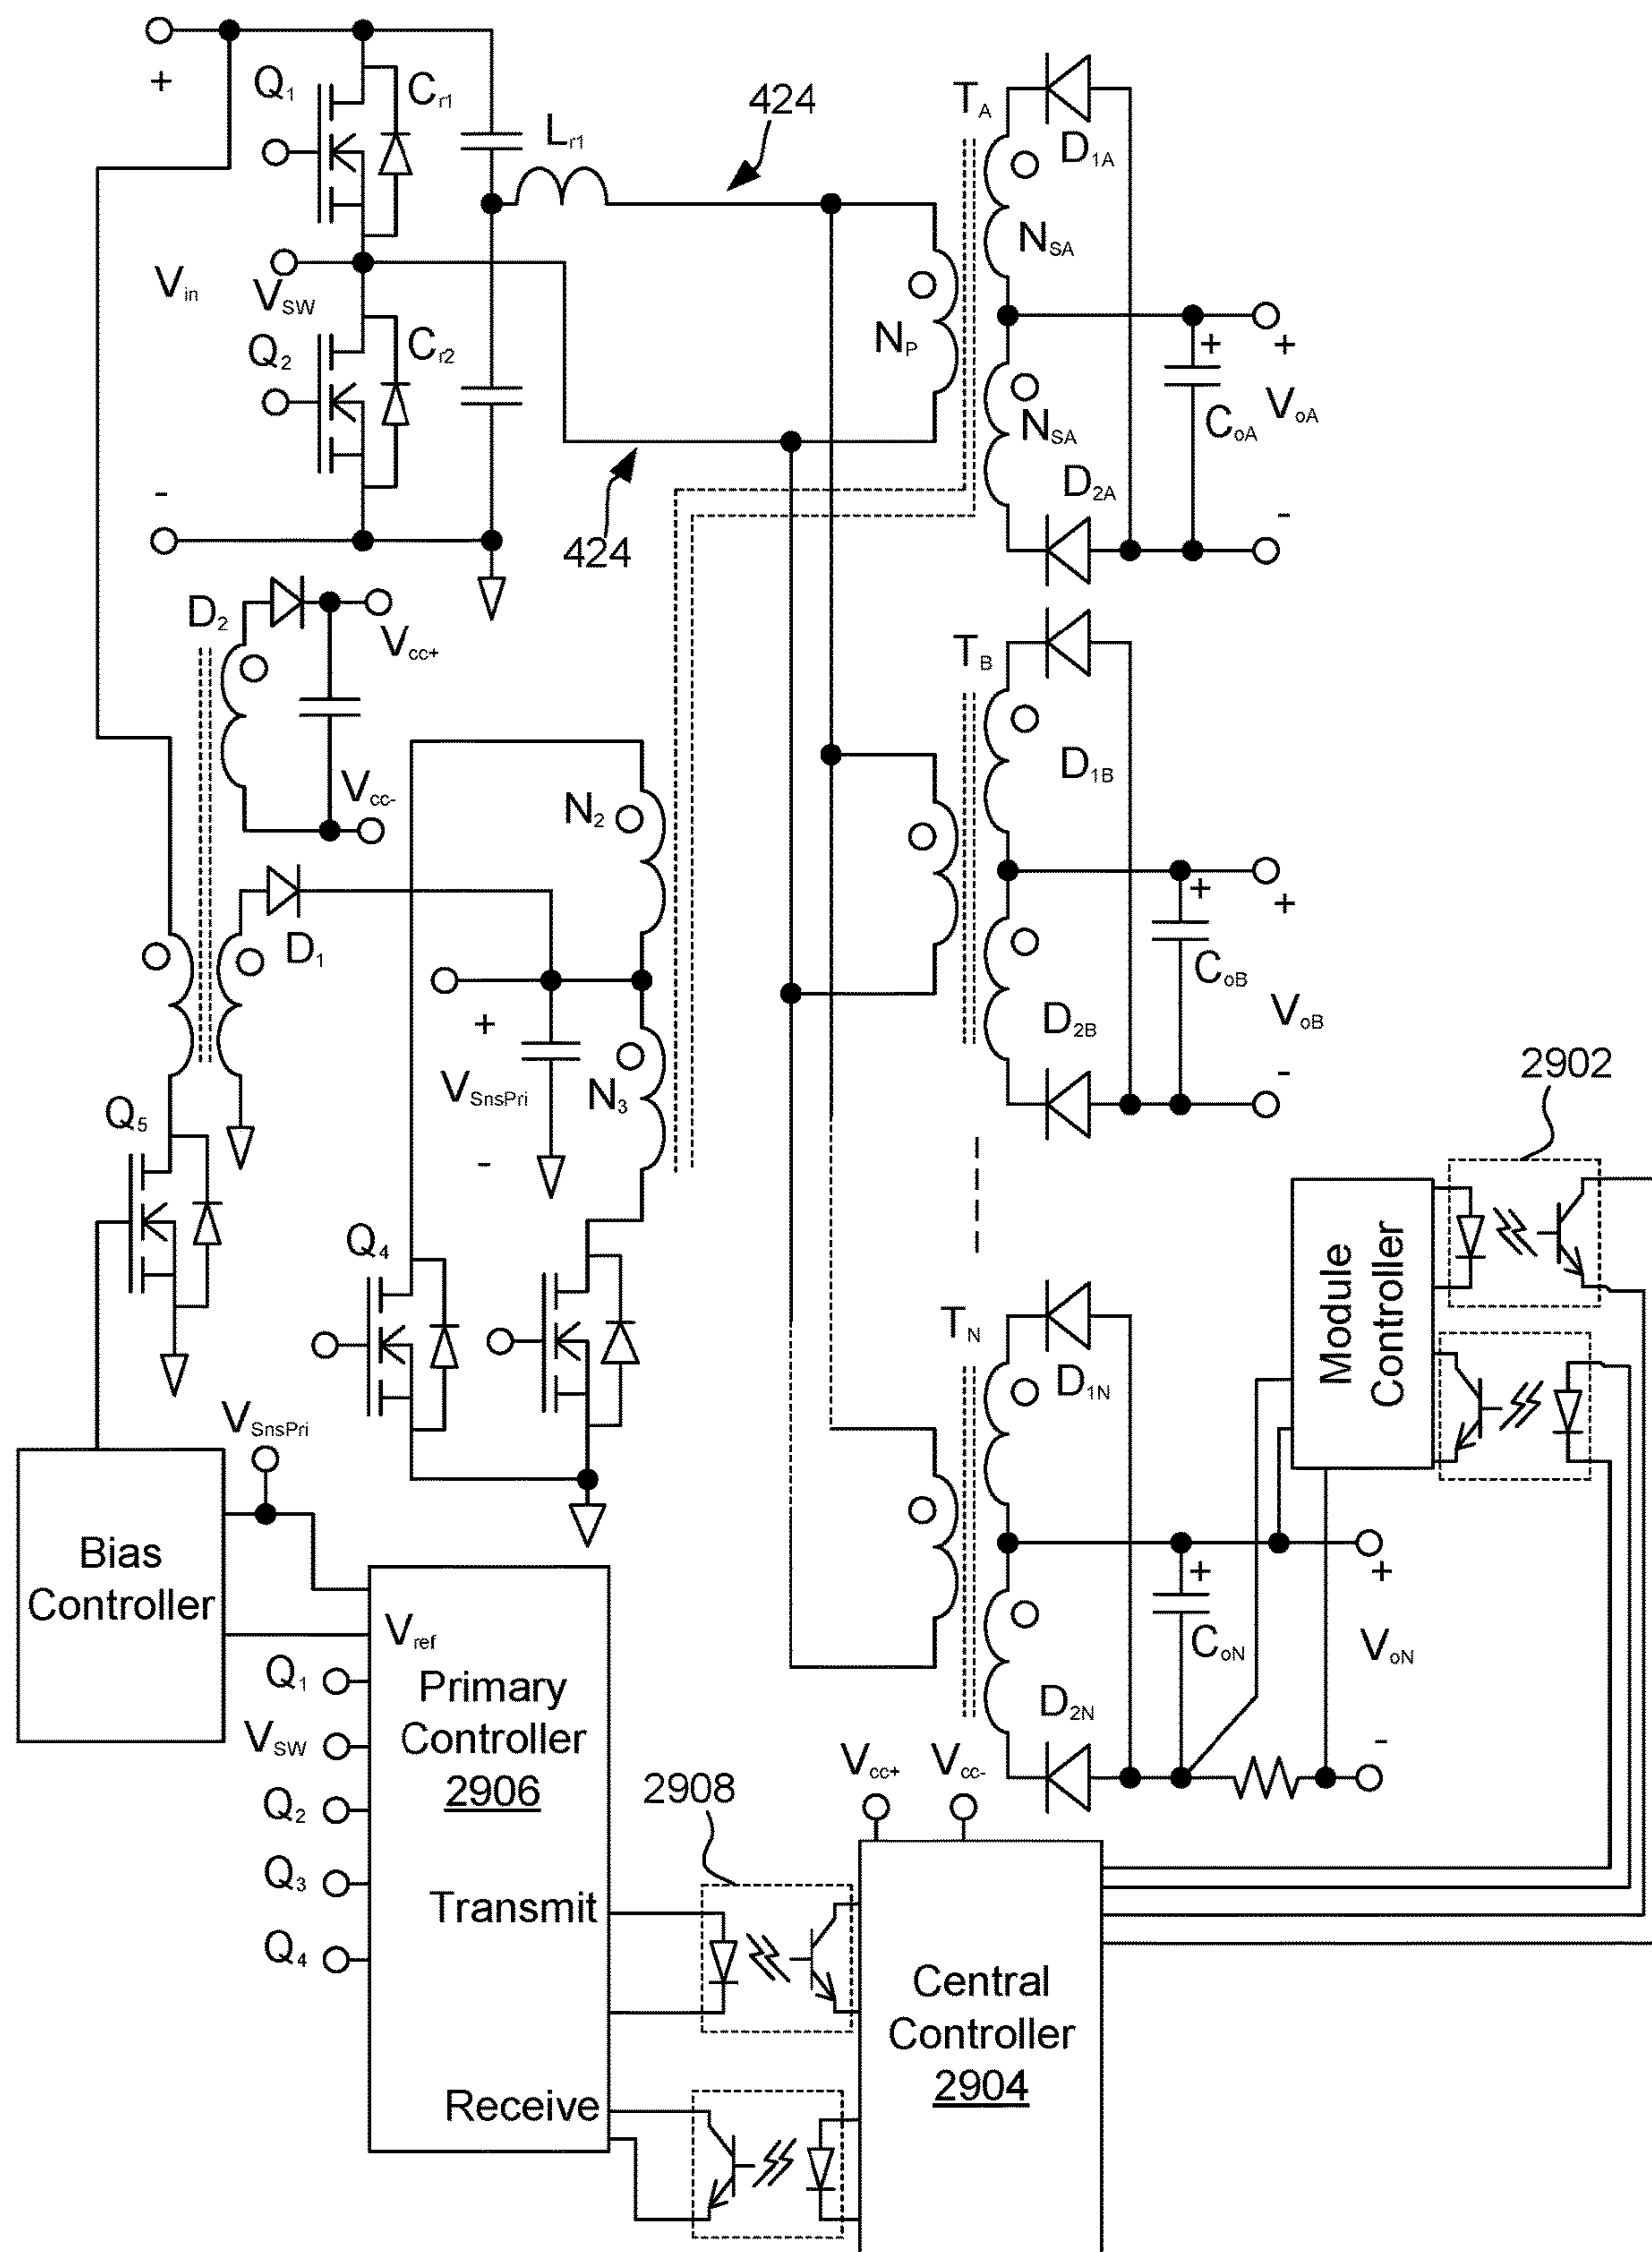 +
Q1
Cr1
Lr1
424
TA
D1A
NSA
Vin
VSW
NP
Q2
Cr2
NSA
+
+
CoA
VoA
D2A
-
-
424
D2
Vcc+
TB
Vcc-
D1B
N2
D1
+
+
CoB
VoB
D2B
-
+
VSnsPri
-
N3
Q5
2902
Q4
TN
D1N
Module
Controller
VSnsPri
Bias
Controller
+
CoN
VoN
D2N
-
Vref
Primary
Controller
2906
Q1
VSW
Q2
Q3
Q4
Transmit
Receive
2908
Vcc+
Vcc-
Central
Controller
2904